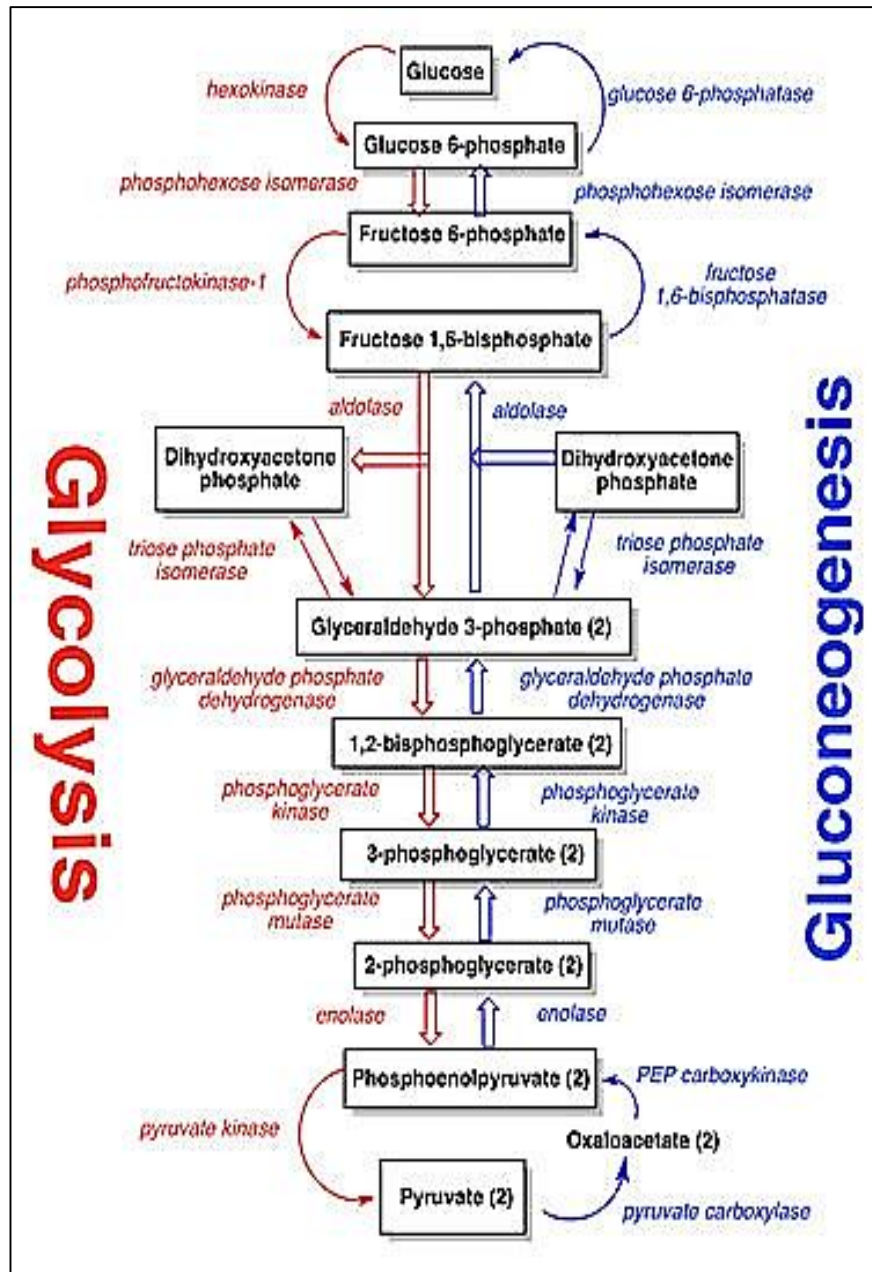 Glucose
hexokinase
glucose 6-phosphatase
Glucose 6-phosphate
phosphohexose isomerase
phosphohexose isomerase
Fructose 6-phosphate
phosphofructokinase-1
fructose
1,6-bisphosphatase
Fructose 1,6-bisphosphate
aldolase
aldolase
Dihydroxyacetone
phosphate
Dihydroxyacetone
phosphate
triose phosphate
isomerase
triose phosphate
isomerase
Glycolysis
Gluconeogenesis
Glyceraldehyde 3-phosphate (2)
glyceraldehyde phosphate
dehydrogenase
glyceraldehyde phosphate
dehydrogenase
1,2-bisphosphoglycerate (2)
phosphoglycerate
kinase
phosphoglycerate
kinase
3-phosphoglycerate (2)
phosphoglycerate
mutase
phosphoglycerate
mutase
2-phosphoglycerate (2)
enolase
enolase
Phosphoenolpyruvate (2)
PEP carboxykinase
pyruvate kinase
Oxaloacetate (2)
Pyruvate (2)
pyruvate carboxylase